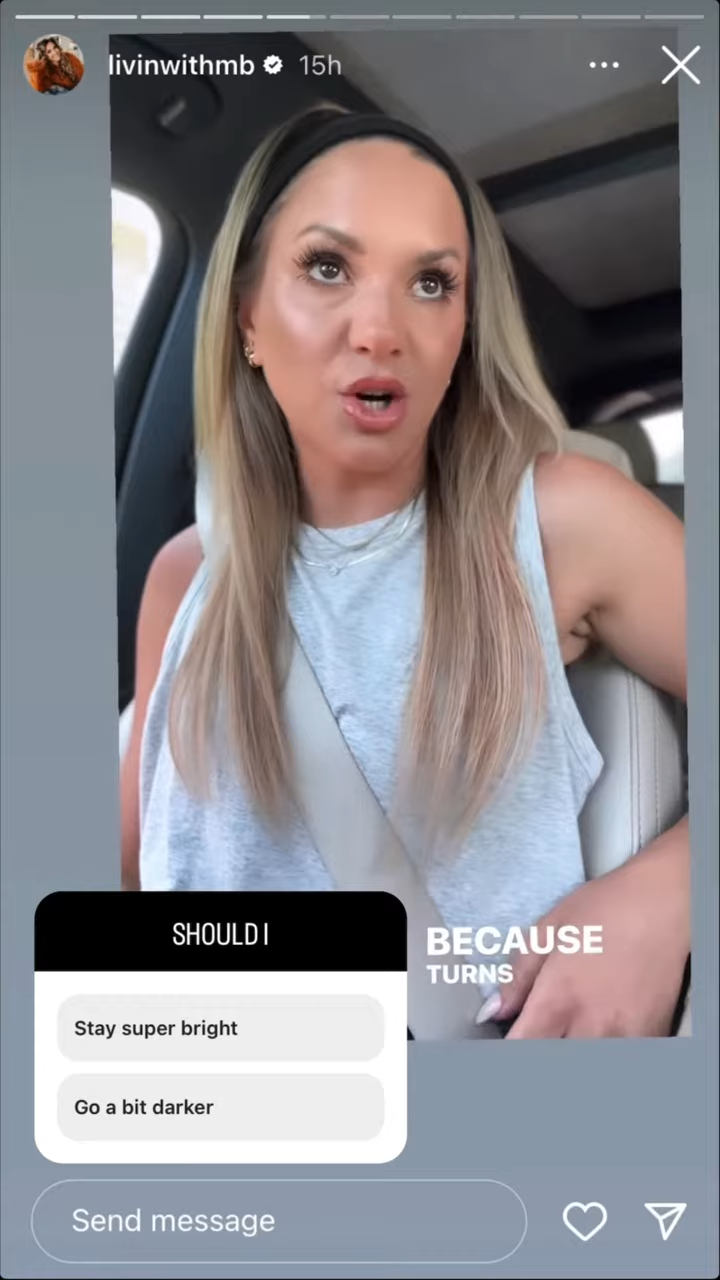 livinwithmb 15h
SHOULD I
Stay super bright
Go a bit darker
BECAUSE
TURNS
Send message